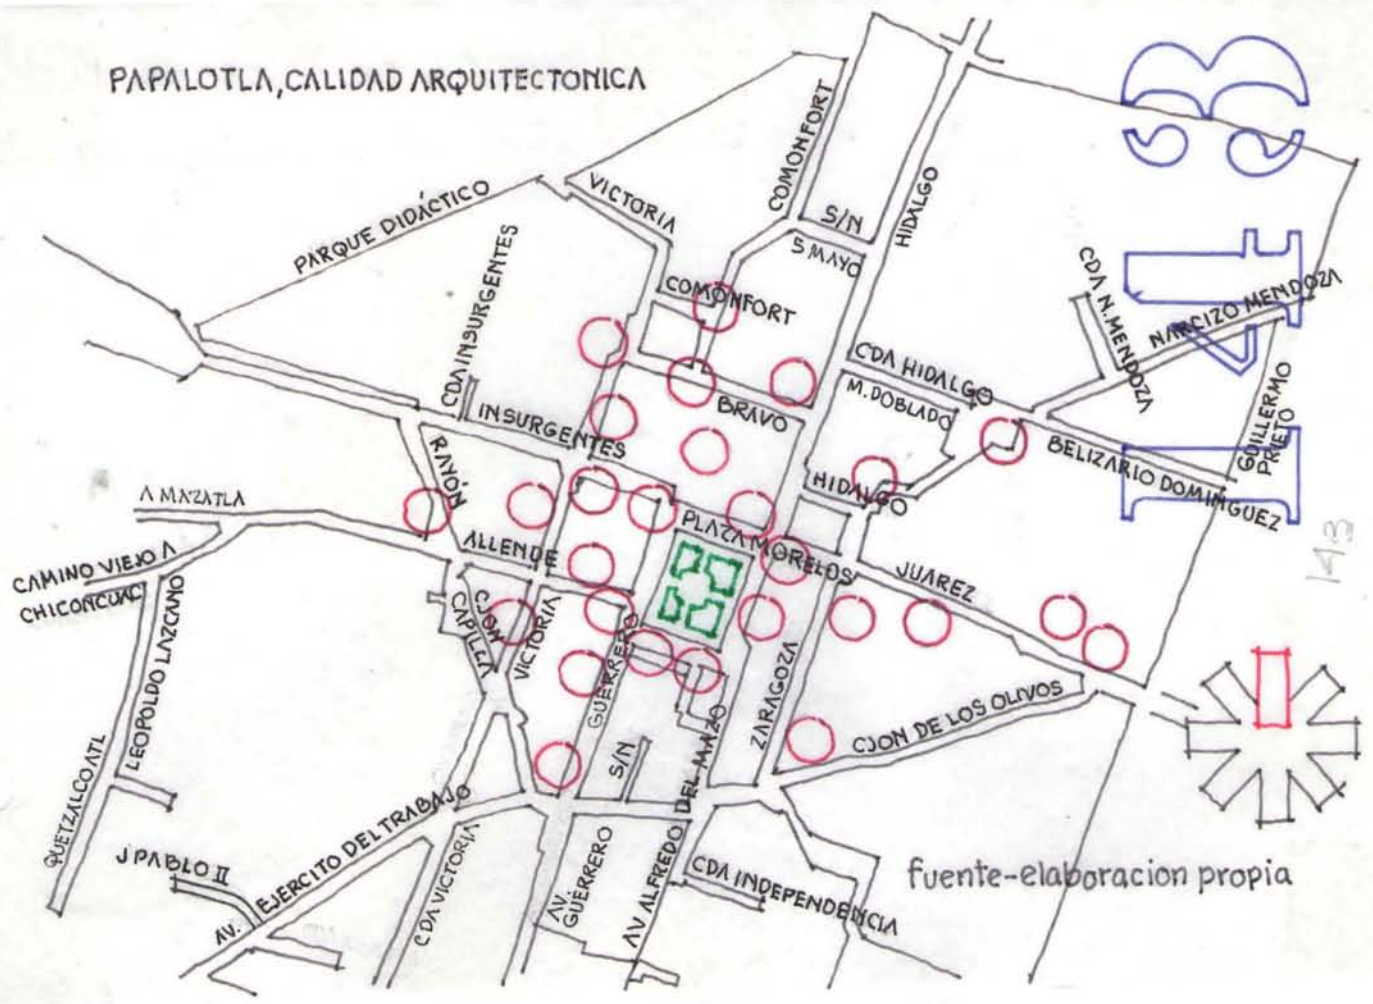 PAPALOTLA, CALIDAD ARQUITECTONICA
COMONFORT
VICTORIA
PARQUE DIDÁCTICO
S/N
HIDALGO
5 MAYO
CDA INSURGENTES
COMONFORT
CDA N. MENDOZA
NARCIZO MENDOZA
CDA HIDALGO
M. DOBLADO
BRAVO
INSURGENTES
GUILLERMO
PRIETO
RAYÓN
BELIZARIO DOMINGUEZ
HIDALGO
A MAZATLA
PLAZA MORELOS
143
ALLENDE
JUAREZ
CAMINO VIEJO A
CHICONCUAC
CJON
CAPILLA
VICTORIA
LEOPOLDO LAZCANO
GUERRERO
ZARAGOZA
CJON DE LOS OLIVOS
S/N
QUETZALCOATL
AV. EJERCITO DEL TRABAJO
J PABLO II
CDA VICTORIA
AV.
GUERRERO
AV ALFREDO DEL MAZO
CDA INDEPENDENCIA
fuente-elaboracion propia
143